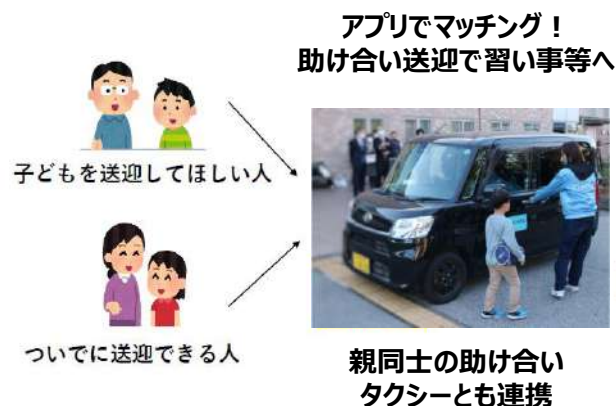 アプリでマッチング！
助け合い送迎で習い事等へ
子どもを送迎してほしい人
ついでに送迎できる人
親同士の助け合い
タクシーとも連携